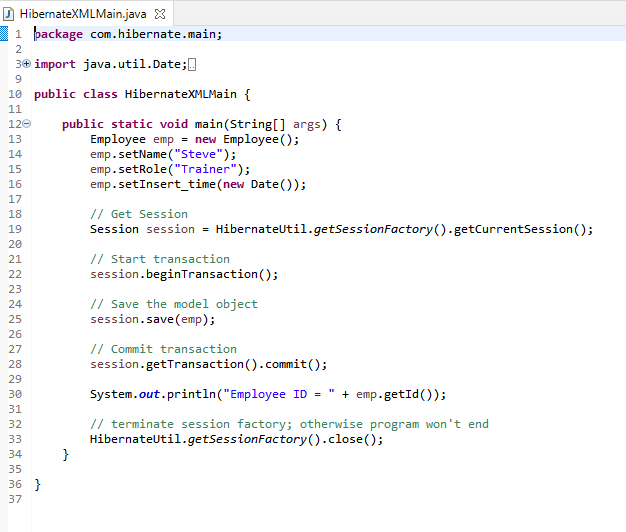 HibernateXMLMain.java
1 package com.hibernate.main;
2
3 import java.util.Date;
9
10 public class HibernateXMLMain {
11
12 public static void main(String[] args) {
13 Employee emp = new Employee();
14 emp.setName("Steve");
15 emp.setRole("Trainer");
16 emp.setInsert_time(new Date());
17
18 // Get Session
19 Session session = HibernateUtil.getSessionFactory().getCurrentSession();
20
21 // Start transaction
22 session.beginTransaction();
23
24 // Save the model object
25 session.save(emp);
26
27 // Commit transaction
28 session.getTransaction().commit();
29
30 System.out.println("Employee ID = " + emp.getId());
31
32 // terminate session factory; otherwise program won't end
33 HibernateUtil.getSessionFactory().close();
34 }
35
36 }
37